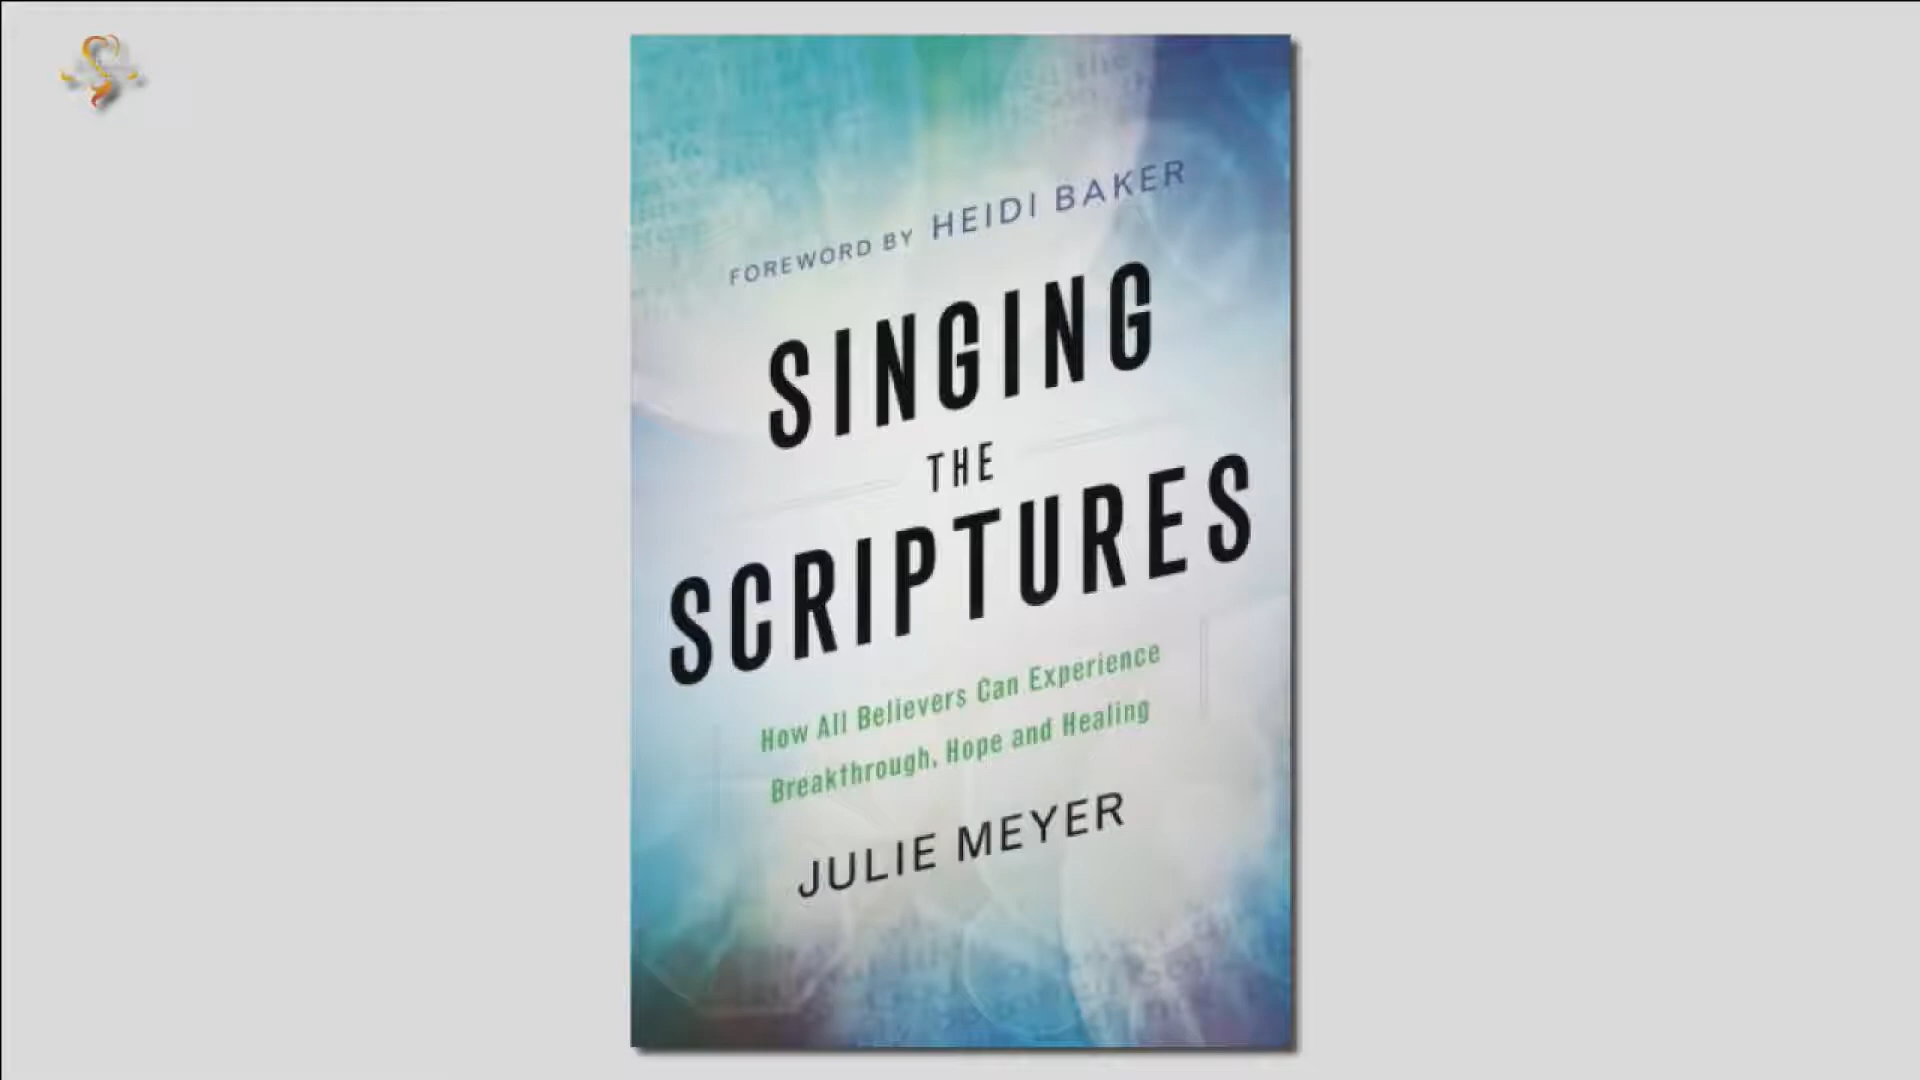 FOREWORD BY HEIDI BAKER
SINGING
THE
SCRIPTURES
How All Believers Can Experience
Breakthrough, Hope and Healing
JULIE MEYER